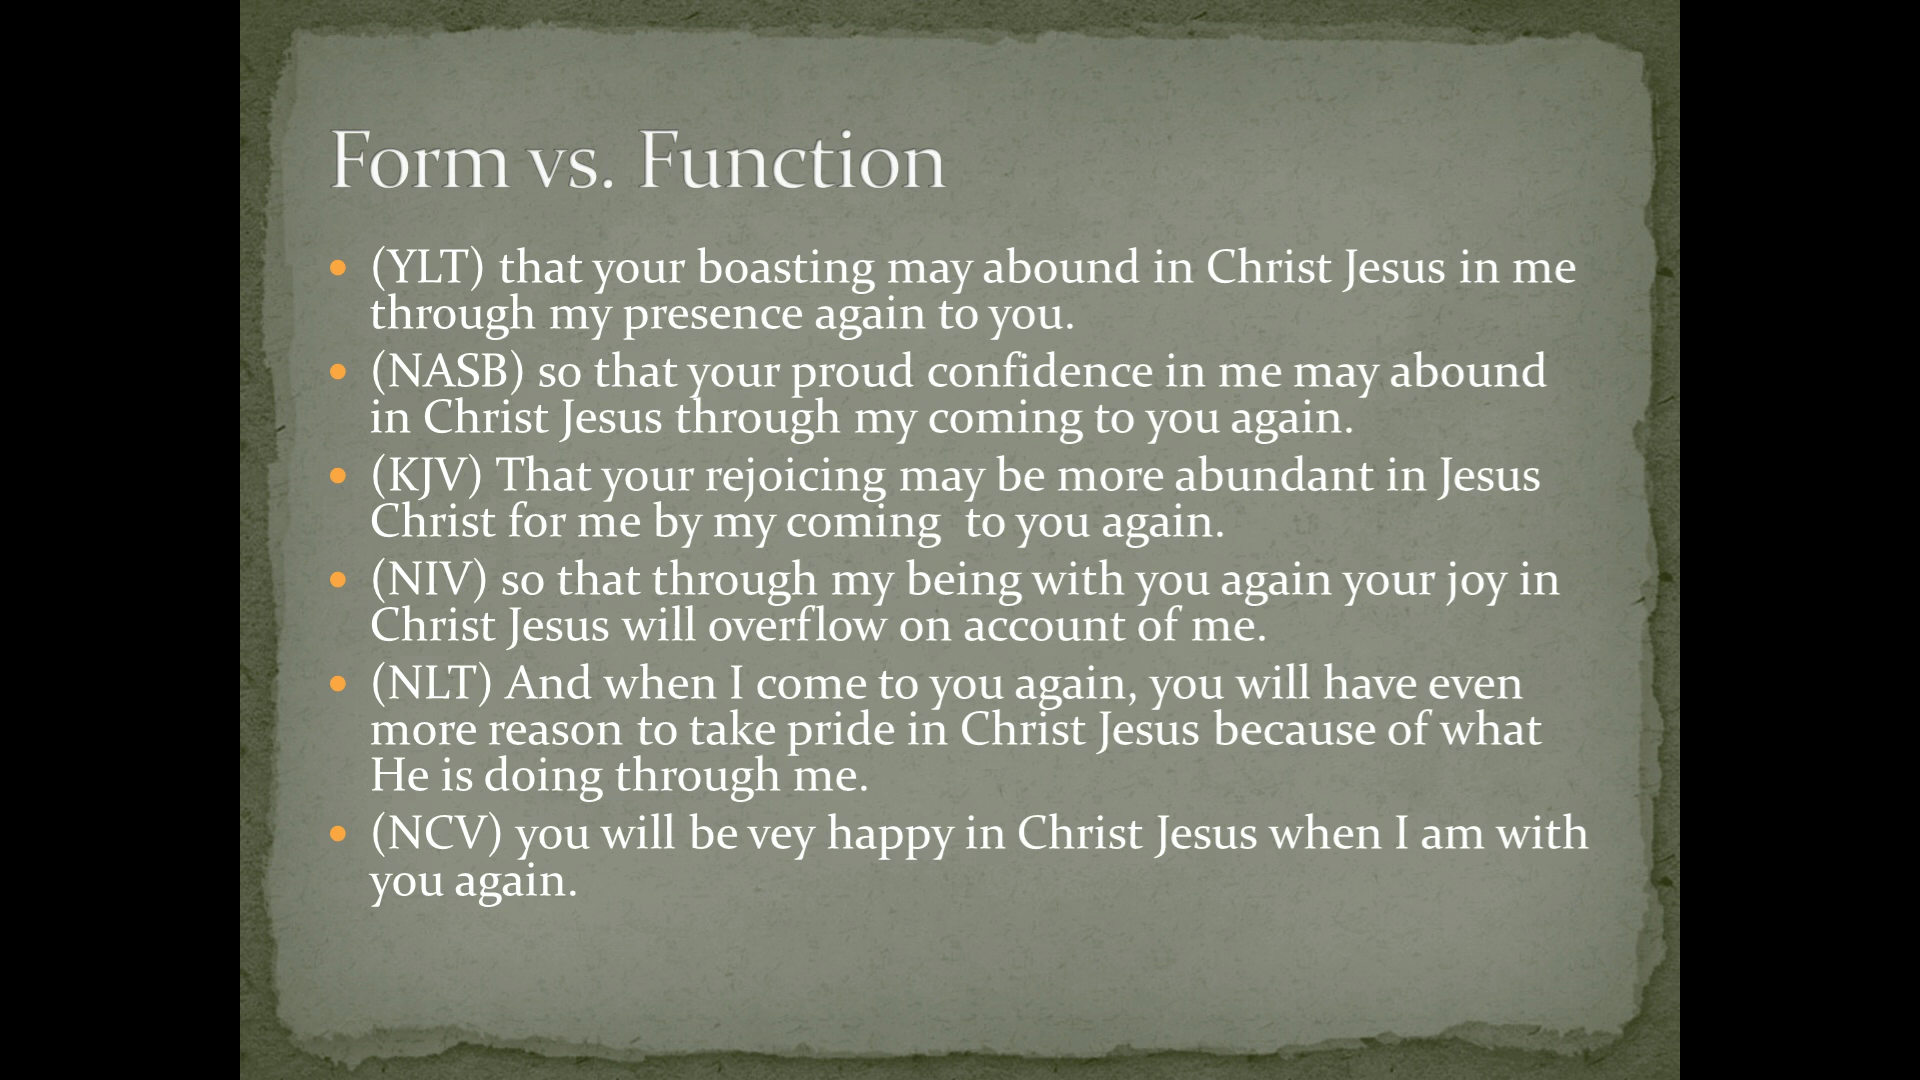 Form vs. Function
(YLT) that your boasting may abound in Christ Jesus in me
through my presence again to you.
(NASB) so that your proud confidence in me may abound
in Christ Jesus through my coming to you again.
(KJV) That your rejoicing may be more abundant in Jesus
Christ for me by my coming  to you again.
(NIV) so that through my being with you again your joy in
Christ Jesus will overflow on account of me.
(NLT) And when I come to you again, you will have even
more reason to take pride in Christ Jesus because of what
He is doing through me.
(NCV) you will be vey happy in Christ Jesus when I am with
you again.